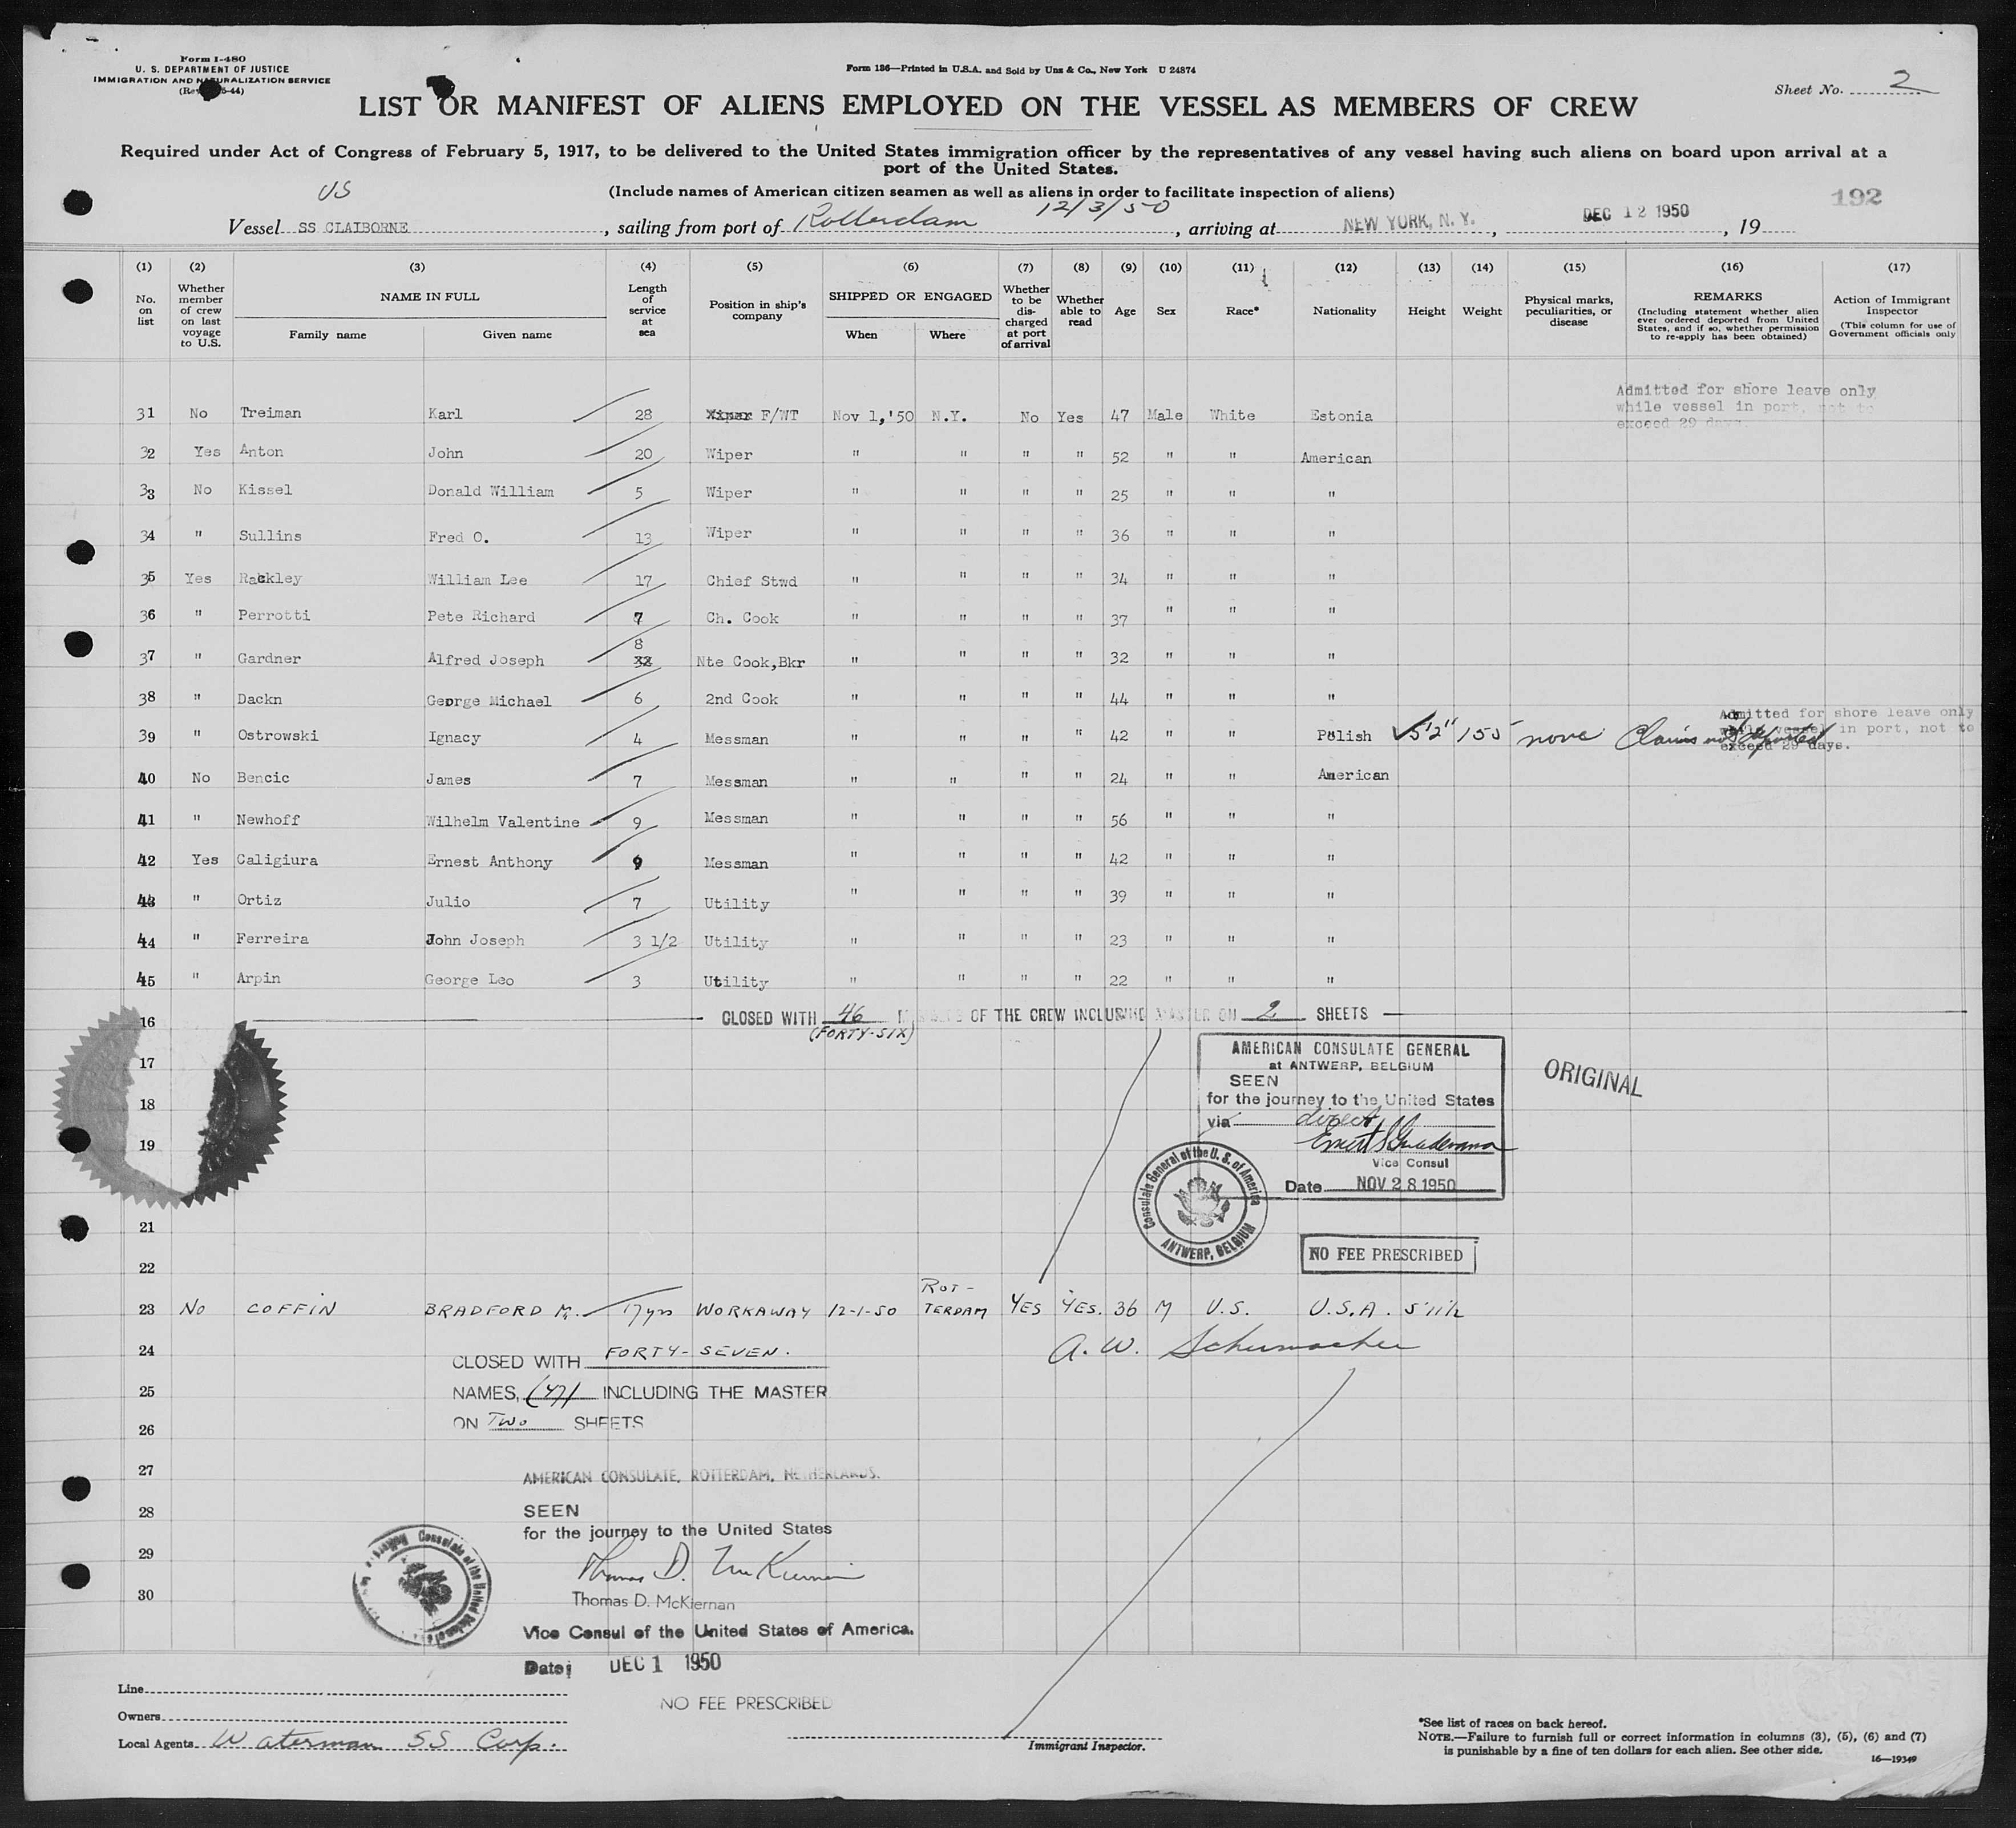 Form I-480
U. S. DEPARTMENT OF JUSTICE
IMMIGRATION AND NATURALIZATION SERVICE
(Rev. 5-44)
Form 136—Printed in U.S.A. and Sold by Unz & Co., New York U 24874
Sheet No. 2
LIST OR MANIFEST OF ALIENS EMPLOYED ON THE VESSEL AS MEMBERS OF CREW
Required under Act of Congress of February 5, 1917, to be delivered to the United States immigration officer by the representatives of any vessel having such aliens on board upon arrival at a
port of the United States.
(Include names of American citizen seamen as well as aliens in order to facilitate inspection of aliens)
192
US
Vessel SS CLAIBORNE, sailing from port of Rotterdam 12/3/50, arriving at NEW YORK, N. Y., DEC 12 1950, 19
(1) (2) (3) (4) (5) (6) (7) (8) (9) (10) (11) (12) (13) (14) (15) (16) (17)
No. on list
Whether member of crew on last voyage to U.S.
NAME IN FULL
Family name Given name
Length of service at sea
Position in ship's company
SHIPPED OR ENGAGED
When Where
Whether to be discharged at port of arrival
Whether able to read
Age
Sex
Race*
Nationality
Height
Weight
Physical marks, peculiarities, or disease
REMARKS
(Including statement whether alien ever ordered deported from United States, and if so, whether permission to re-apply has been obtained)
Action of Immigrant Inspector
(This column for use of Government officials only
Admitted for shore leave only
while vessel in port, not to
exceed 29 days.
31 No Treiman Karl 28 Wiper F/WT Nov 1,'50 N.Y. No Yes 47 Male White Estonia
32 Yes Anton John 20 Wiper " " " " 52 " " American
33 No Kissel Donald William 5 Wiper " " " " 25 " " "
34 " Sullins Fred O. 13 Wiper " " " " 36 " " "
35 Yes Rackley William Lee 17 Chief Stwd " " " " 34 " " "
36 " Perrotti Pete Richard 7 Ch. Cook " " " " 37 " " "
37 " Gardner Alfred Joseph 8 Nte Cook,Bkr " " " " 32 " " "
38 " Dackn George Michael 6 2nd Cook " " " " 44 " " "
39 " Ostrowski Ignacy 4 Messman " " " " 42 " " Polish 5'2" 155 none Claims not deported
Admitted for shore leave only
while vessel in port, not to
exceed 29 days.
40 No Bencic James 7 Messman " " " " 24 " " American
41 " Newhoff Wilhelm Valentine 9 Messman " " " " 56 " " "
42 Yes Caligiura Ernest Anthony 9 Messman " " " " 42 " " "
43 " Ortiz Julio 7 Utility " " " " 39 " " "
44 " Ferreira John Joseph 3 1/2 Utility " " " " 23 " " "
45 " Arpin George Leo 3 Utility " " " " 22 " " "
16 CLOSED WITH 46 MEMBERS OF THE CREW INCLUDING MASTER ON 2 SHEETS
(FORTY-SIX)
AMERICAN CONSULATE GENERAL
at ANTWERP, BELGIUM
SEEN
for the journey to the United States
via direct
Vice Consul
Date NOV 28 1950
ORIGINAL
Consulate General of the U. S. of America
ANTWERP, BELGIUM
NO FEE PRESCRIBED
17
18
19
21
22
23 No COFFIN BRADFORD M. 17 yrs WORKAWAY 12-1-50 ROT-TERDAM YES YES. 36 M U.S. U.S.A. 5'11½
24 A. W. Schumacher
CLOSED WITH FORTY-SEVEN.
25 NAMES, (47) INCLUDING THE MASTER
26 ON TWO SHEETS
27 AMERICAN CONSULATE, ROTTERDAM, NETHERLANDS.
28 SEEN
for the journey to the United States
29 Thomas D. McKiernan
30 Thomas D. McKiernan
Vice Consul of the United States of America.
Date; DEC 1 1950
NO FEE PRESCRIBED
Line
Owners
Local Agents Waterman SS Corp.
Immigrant Inspector.
*See list of races on back hereof.
NOTE.—Failure to furnish full or correct information in columns (3), (5), (6) and (7)
is punishable by a fine of ten dollars for each alien. See other side.
16—19349